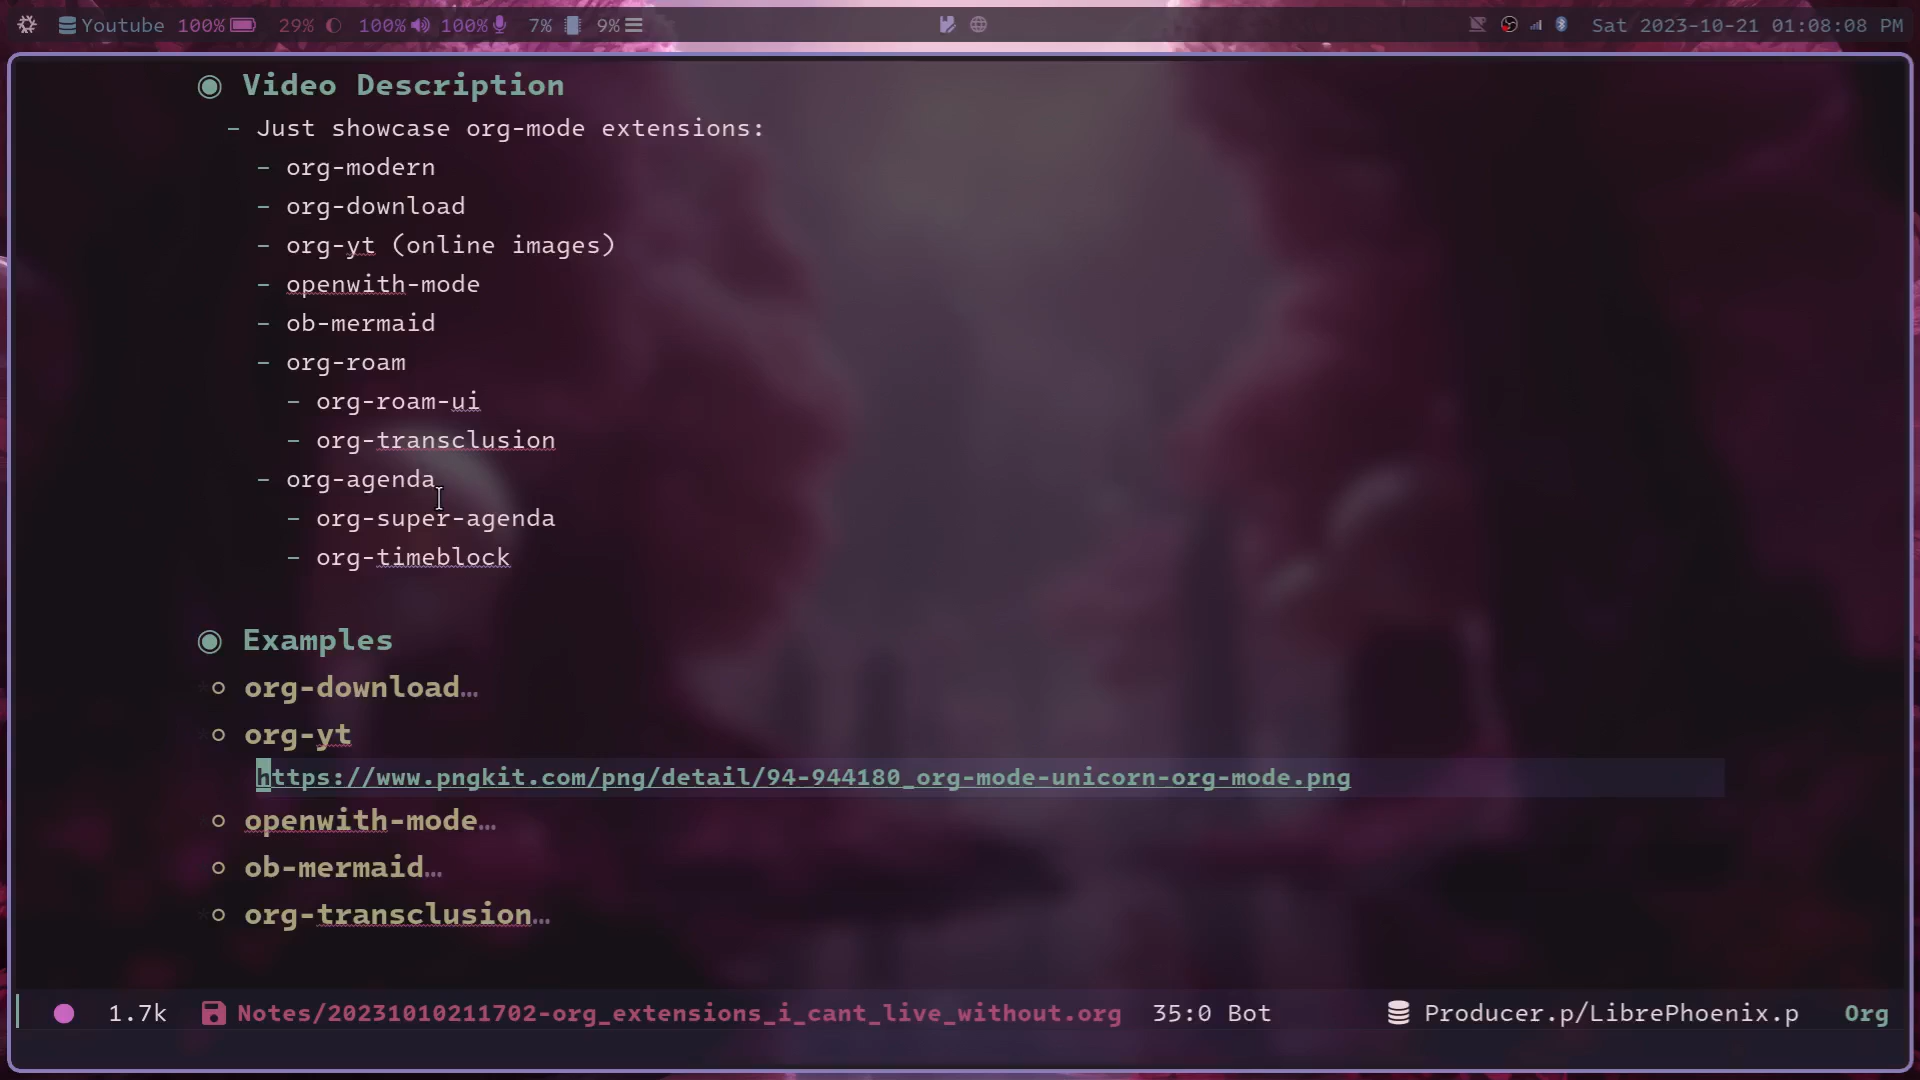 Youtube 100% 29% 100% 100% 7% 9% Sat 2023-10-21 01:08:08 PM
Video Description
- Just showcase org-mode extensions:
- org-modern
- org-download
- org-yt (online images)
- openwith-mode
- ob-mermaid
- org-roam
- org-roam-ui
- org-transclusion
- org-agenda
- org-super-agenda
- org-timeblock
Examples
org-download…
org-yt
https://www.pngkit.com/png/detail/94-944180_org-mode-unicorn-org-mode.png
openwith-mode…
ob-mermaid…
org-transclusion…
1.7k Notes/20231010211702-org_extensions_i_cant_live_without.org 35:0 Bot Producer.p/LibrePhoenix.p Org